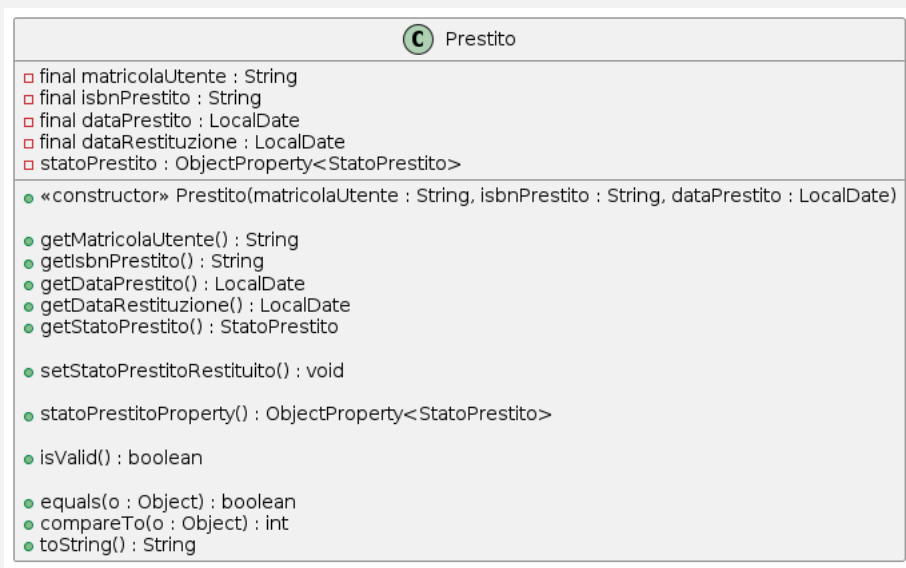 C Prestito
final matricolaUtente : String
final isbnPrestito : String
final dataPrestito : LocalDate
final dataRestituzione : LocalDate
statoPrestito : ObjectProperty<StatoPrestito>
«constructor» Prestito(matricolaUtente : String, isbnPrestito : String, dataPrestito : LocalDate)
getMatricolaUtente() : String
getIsbnPrestito() : String
getDataPrestito() : LocalDate
getDataRestituzione() : LocalDate
getStatoPrestito() : StatoPrestito
setStatoPrestitoRestituito() : void
statoPrestitoProperty() : ObjectProperty<StatoPrestito>
isValid() : boolean
equals(o : Object) : boolean
compareTo(o : Object) : int
toString() : String